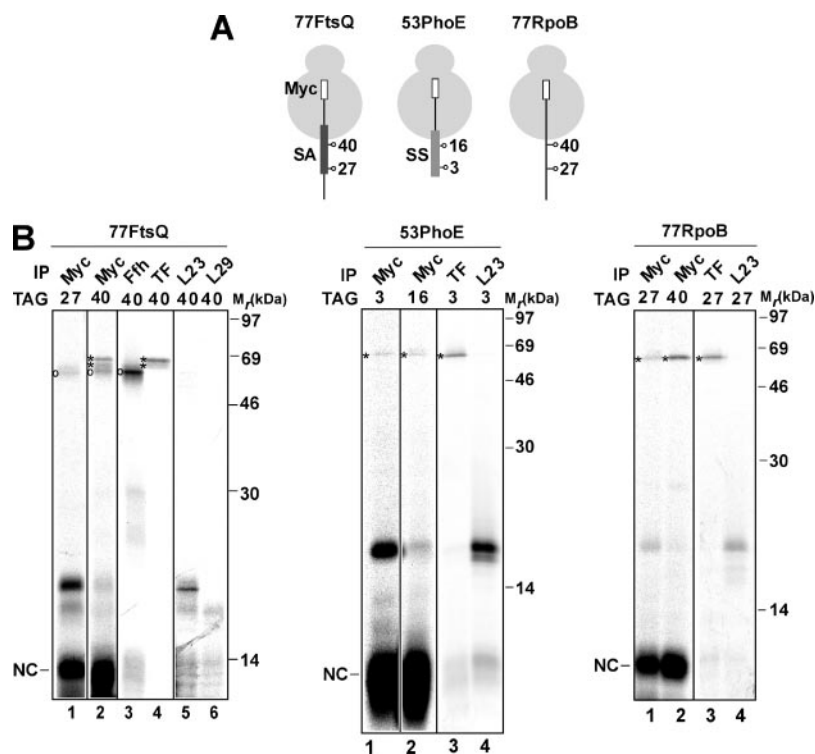 A
77FtsQ 53PhoE 77RpoB
Myc
SA 40 27
SS 16 3
40 27
B
77FtsQ
IP Myc Myc Ffh TF L23 L29
TAG 27 40 40 40 40 40 Mr(kDa)
o * * o o * *
97
69
46
30
14
NC
1 2 3 4 5 6
53PhoE
IP Myc Myc TF L23
TAG 3 16 3 3 Mr(kDa)
* * *
97
69
46
30
14
NC
1 2 3 4
77RpoB
IP Myc Myc TF L23
TAG 27 40 27 27 Mr(kDa)
* * *
97
69
46
30
14
NC
1 2 3 4